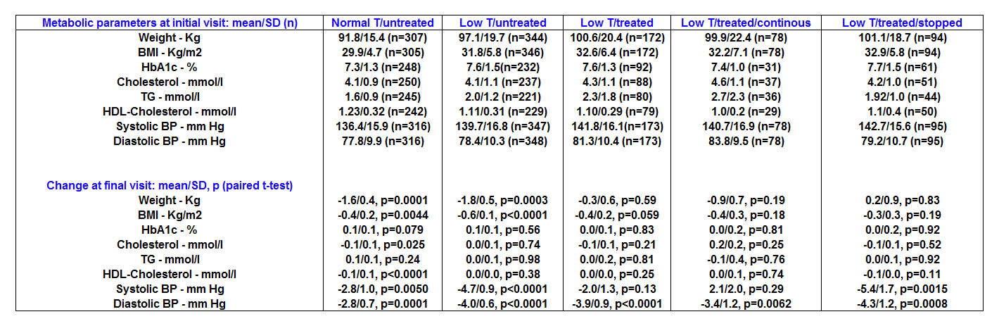 Metabolic parameters at initial visit: mean/SD (n) Normal T/untreated Low T/untreated Low T/treated Low T/treated/continous Low T/treated/stopped
Weight - Kg 91.8/15.4 (n=307) 97.1/19.7 (n=344) 100.6/20.4 (n=172) 99.9/22.4 (n=78) 101.1/18.7 (n=94)
BMI - Kg/m2 29.9/4.7 (n=305) 31.8/5.8 (n=346) 32.6/6.4 (n=172) 32.2/7.1 (n=78) 32.9/5.8 (n=94)
HbA1c - % 7.3/1.3 (n=248) 7.6/1.5(n=232) 7.6/1.3 (n=92) 7.4/1.0 (n=31) 7.7/1.5 (n=61)
Cholesterol - mmol/l 4.1/0.9 (n=250) 4.1/1.1 (n=237) 4.3/1.1 (n=88) 4.6/1.1 (n=37) 4.2/1.0 (n=51)
TG - mmol/l 1.6/0.9 (n=245) 2.0/1.2 (n=221) 2.3/1.8 (n=80) 2.7/2.3 (n=36) 1.92/1.0 (n=44)
HDL-Cholesterol - mmol/l 1.23/0.32 (n=242) 1.11/0.31 (n=229) 1.10/0.29 (n=79) 1.0/0.2 (n=29) 1.1/0.4 (n=50)
Systolic BP - mm Hg 136.4/15.9 (n=316) 139.7/16.8 (n=347) 141.8/16.1(n=173) 140.7/16.9 (n=78) 142.7/15.6 (n=95)
Diastolic BP - mm Hg 77.8/9.9 (n=316) 78.4/10.3 (n=348) 81.3/10.4 (n=173) 83.8/9.5 (n=78) 79.2/10.7 (n=95)
Change at final visit: mean/SD, p (paired t-test)
Weight - Kg -1.6/0.4, p=0.0001 -1.8/0.5, p=0.0003 -0.3/0.6, p=0.59 -0.9/0.7, p=0.19 0.2/0.9, p=0.83
BMI - Kg/m2 -0.4/0.2, p=0.0044 -0.6/0.1, p<0.0001 -0.4/0.2, p=0.059 -0.4/0.3, p=0.18 -0.3/0.3, p=0.19
HbA1c - % 0.1/0.1, p=0.079 0.1/0.1, p=0.56 0.0/0.1, p=0.83 0.0/0.2, p=0.81 0.0/0.2, p=0.92
Cholesterol - mmol/l -0.1/0.1, p=0.025 0.0/0.1, p=0.74 -0.1/0.1, p=0.21 0.2/0.2, p=0.25 -0.1/0.1, p=0.52
TG - mmol/l 0.1/0.1, p=0.24 0.0/0.1, p=0.98 0.0/0.2, p=0.81 -0.1/0.4, p=0.76 0.0/0.1, p=0.92
HDL-Cholesterol - mmol/l -0.1/0.1, p<0.0001 0.0/0.0, p=0.38 0.0/0.0, p=0.25 0.0/0.1, p=0.74 -0.1/0.0, p=0.11
Systolic BP - mm Hg -2.8/1.0, p=0.0050 -4.7/0.9, p<0.0001 -2.0/1.3, p=0.13 2.1/2.0, p=0.29 -5.4/1.7, p=0.0015
Diastolic BP - mm Hg -2.8/0.7, p=0.0001 -4.0/0.6, p<0.0001 -3.9/0.9, p<0.0001 -3.4/1.2, p=0.0062 -4.3/1.2, p=0.0008